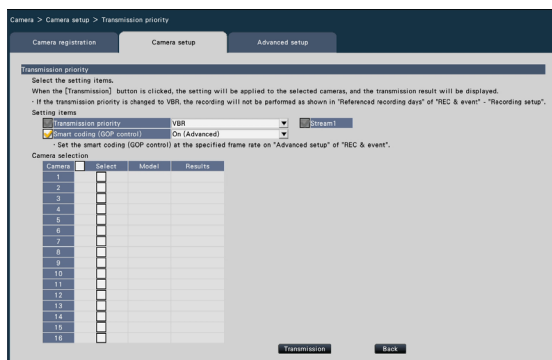 Camera > Camera setup > Transmission priority
Camera registration
Camera setup
Advanced setup
Transmission priority
Select the setting items.
When the [Transmission] button is clicked, the setting will be applied to the selected cameras, and the transmission result will be displayed.
· If the transmission priority is changed to VBR, the recording will not be performed as shown in "Referenced recording days" of "REC & event" - "Recording setup".
Setting items
Transmission priority VBR Stream1
Smart coding (GOP control) On (Advanced)
· Set the smart coding (GOP control) at the specified frame rate on "Advanced setup" of "REC & event".
Camera selection
Camera Select Model Results
1
2
3
4
5
6
7
8
9
10
11
12
13
14
15
16
Transmission Back